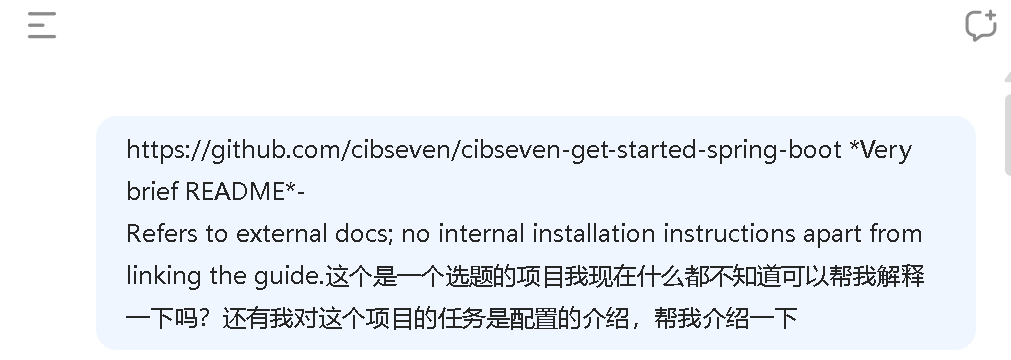 https://github.com/cibseven/cibseven-get-started-spring-boot *Very
brief README*-
Refers to external docs; no internal installation instructions apart from
linking the guide.这个是一个选题的项目我现在什么都不知道可以帮我解释
一下吗？还有我对这个项目的任务是配置的介绍，帮我介绍一下